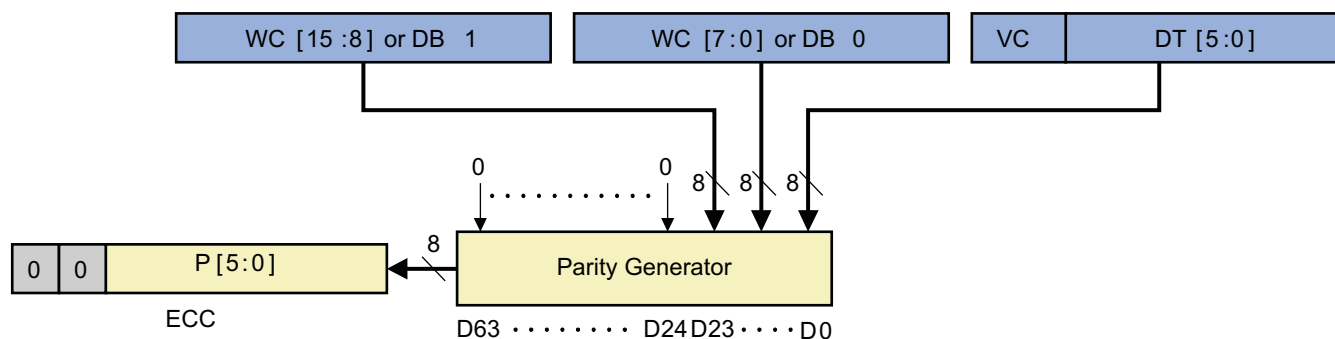 WC [15 :8] or DB 1
WC [7:0] or DB 0
VC
DT [5:0]
0 0
8 8 8
0 0 P [5:0]
8
Parity Generator
ECC
D63 · · · · · · · · D24 D23 · · · · D0